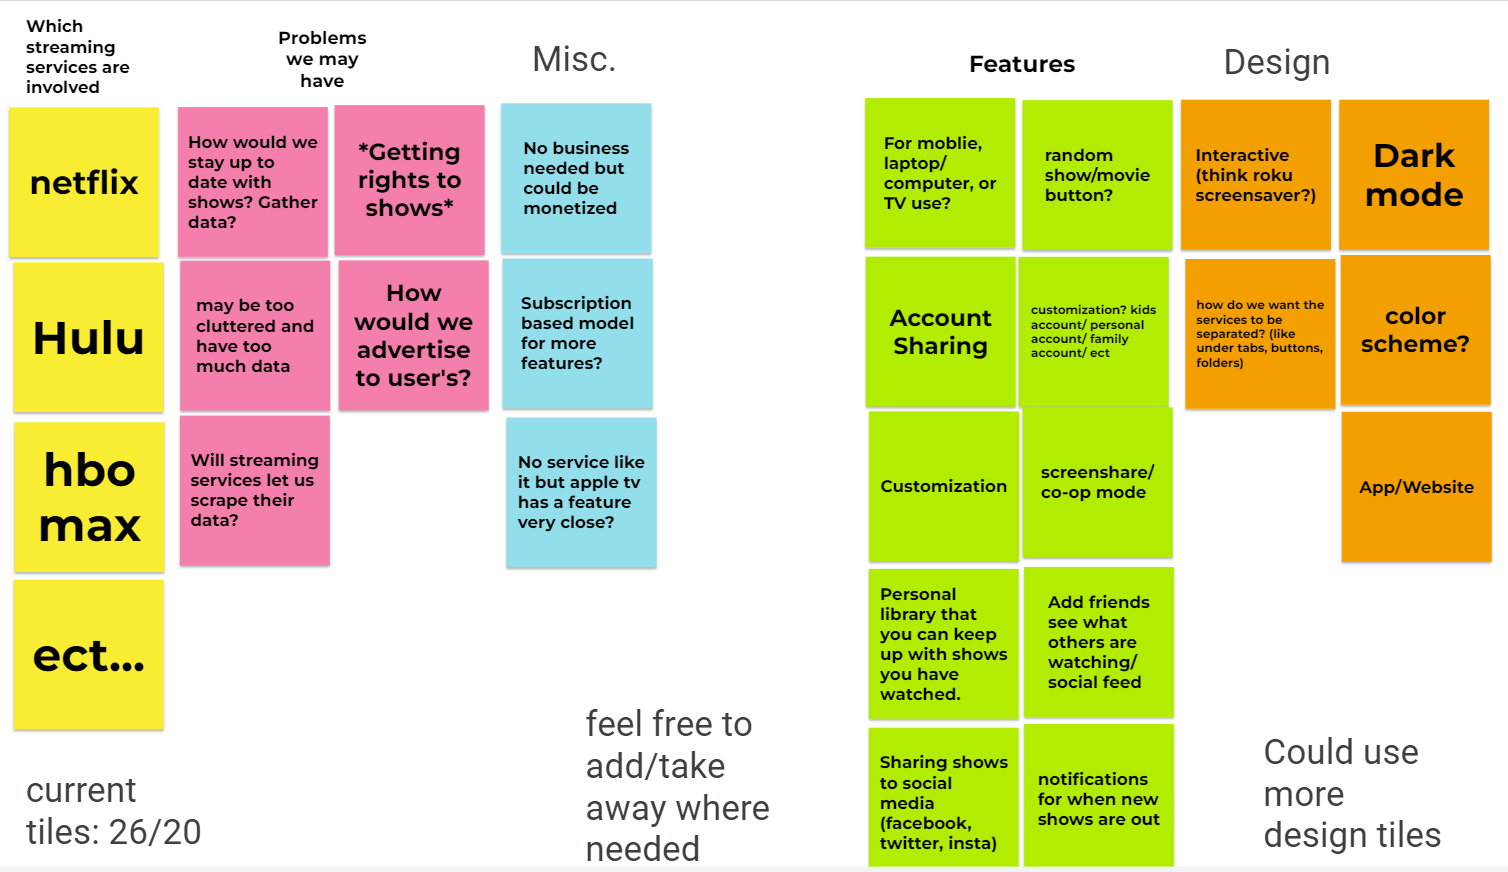 Which
streaming
services are
involved
netflix
Hulu
hbo
max
ect...
current
tiles: 26/20
Problems
we may
have
How would we
stay up to
date with
shows? Gather
data?
*Getting
rights to
shows*
may be too
cluttered and
have too
much data
How
would we
advertise
to user's?
Will streaming
services let us
scrape their
data?
Misc.
No business
needed but
could be
monetized
Subscription
based model
for more
features?
No service like
it but apple tv
has a feature
very close?
feel free to
add/take
away where
needed
Features
For moblie,
laptop/
computer, or
TV use?
random
show/movie
button?
Account
Sharing
customization? kids
account/ personal
account/ family
account/ ect
Customization
screenshare/
co-op mode
Personal
library that
you can keep
up with shows
you have
watched.
Add friends
see what
others are
watching/
social feed
Sharing shows
to social
media
(facebook,
twitter, insta)
notifications
for when new
shows are out
Design
Interactive
(think roku
screensaver?)
Dark
mode
how do we want the
services to be
separated? (like
under tabs, buttons,
folders)
color
scheme?
App/Website
Could use
more
design tiles